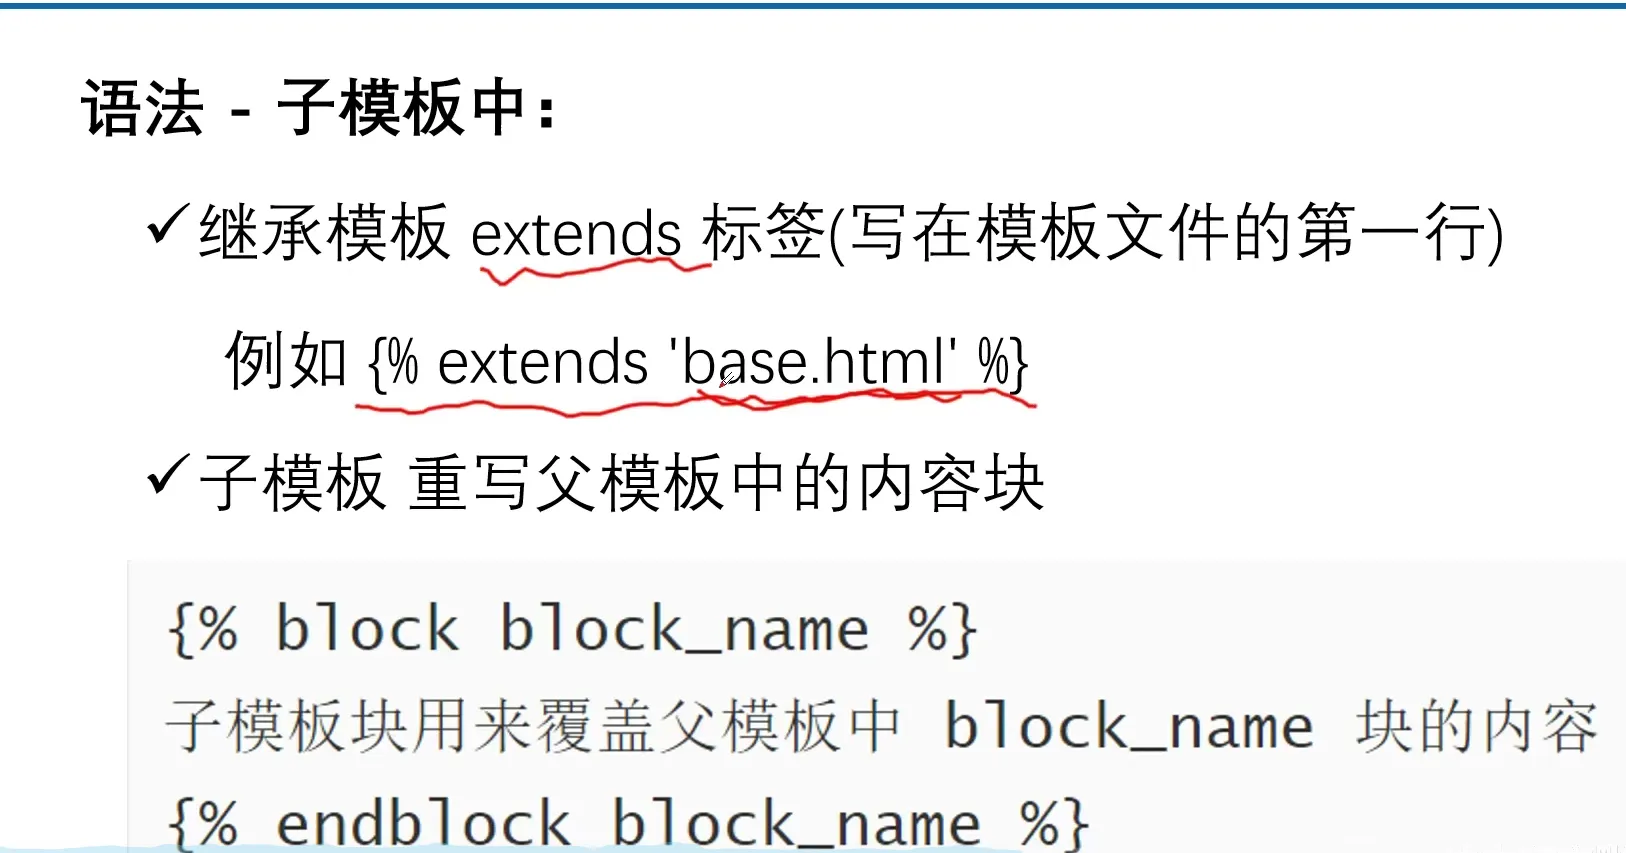 语法 - 子模板中：
✓继承模板 extends 标签(写在模板文件的第一行)
例如 {% extends 'base.html' %}
✓子模板 重写父模板中的内容块
{% block block_name %}
子模板块用来覆盖父模板中 block_name 块的内容
{% endblock block_name %}